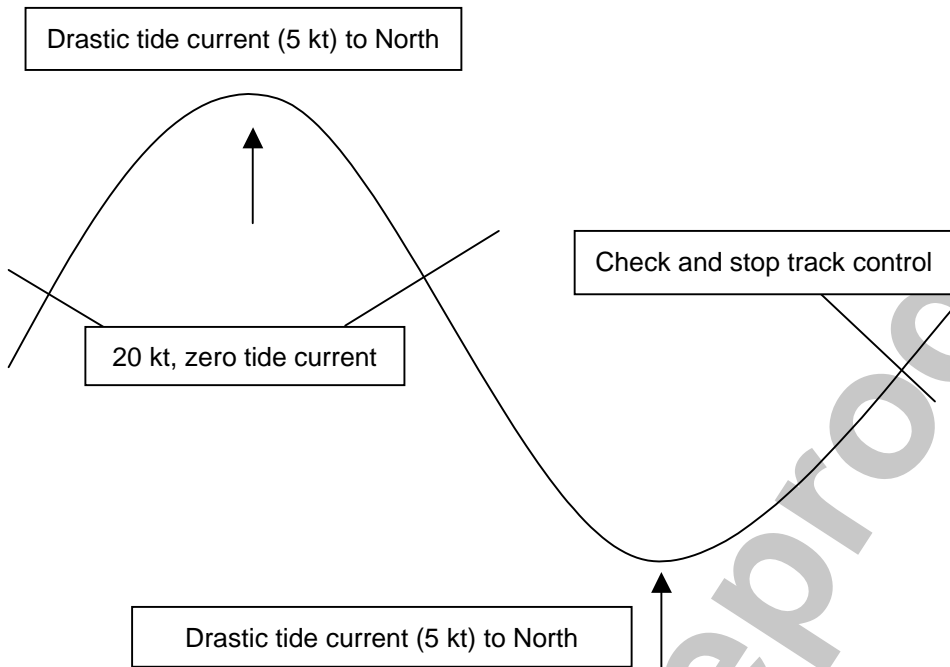 Drastic tide current (5 kt) to North
Check and stop track control
20 kt, zero tide current
Drastic tide current (5 kt) to North